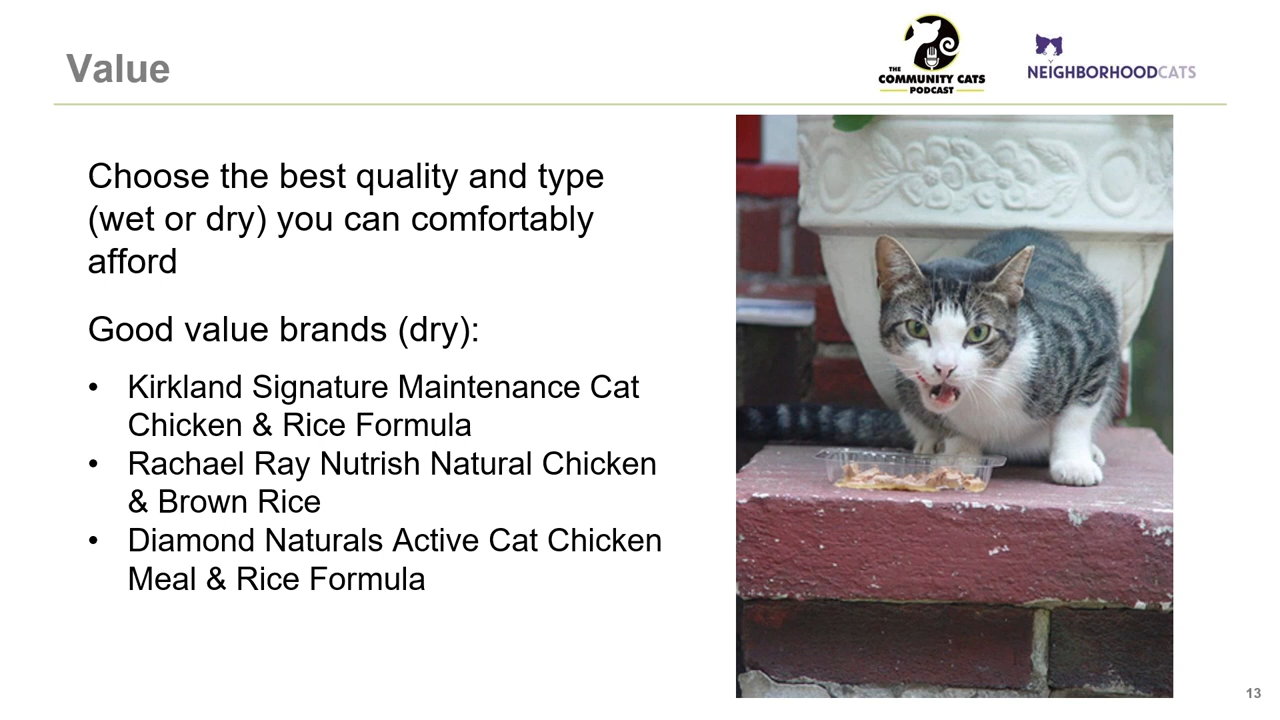 Value
THE
COMMUNITY CATS
PODCAST
NEIGHBORHOODCATS
Choose the best quality and type
(wet or dry) you can comfortably
afford
Good value brands (dry):
• Kirkland Signature Maintenance Cat
Chicken & Rice Formula
• Rachael Ray Nutrish Natural Chicken
& Brown Rice
• Diamond Naturals Active Cat Chicken
Meal & Rice Formula
13